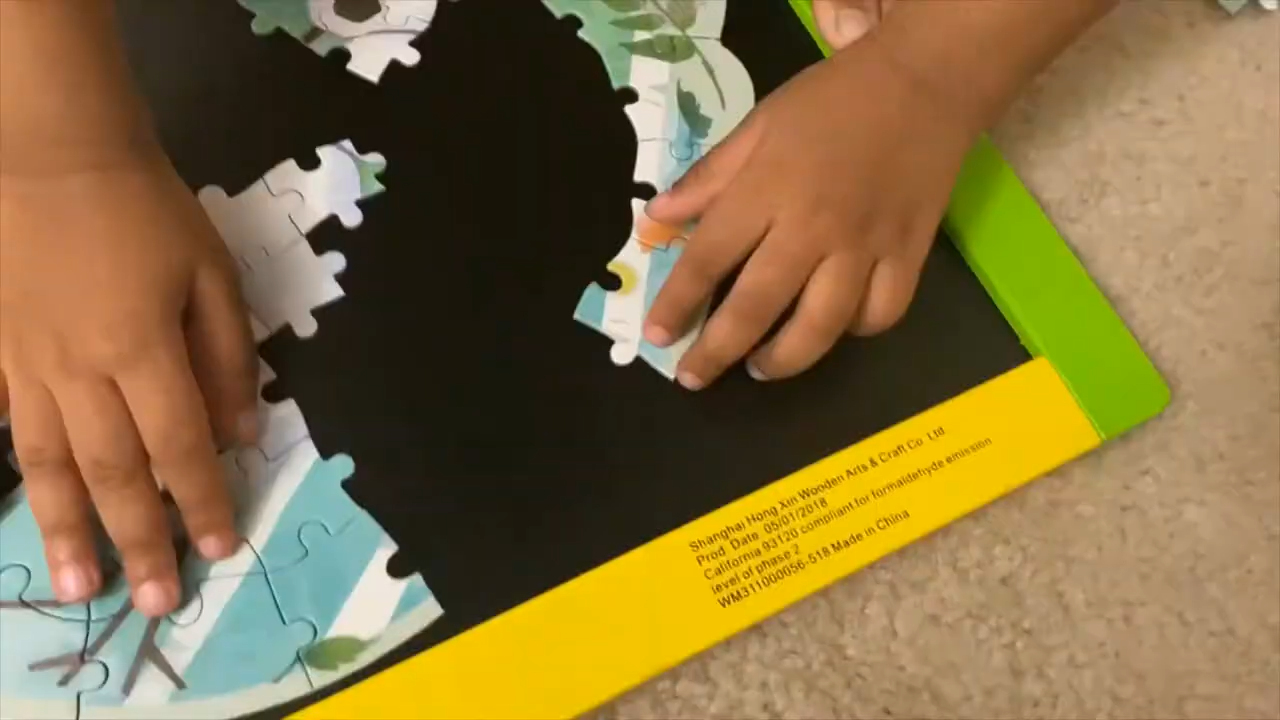 Shanghai Hong Xin Wooden Arts & Craft Co Ltd
Prod Date 05/01/2018
California 93120 compliant for formaldehyde emission
level of phase 2
WM311000056-518 Made in China